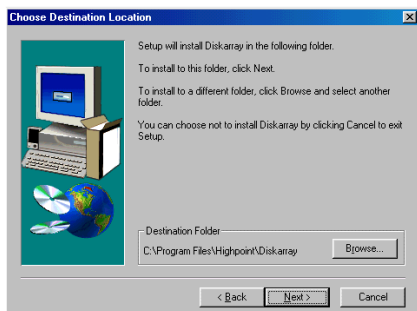 Choose Destination Location
Setup will install Diskarray in the following folder.
To install to this folder, click Next.
To install to a different folder, click Browse and select another
folder.
You can choose not to install Diskarray by clicking Cancel to exit
Setup.
Destination Folder
C:\Program Files\Highpoint\Diskarray
Browse...
< Back
Next >
Cancel